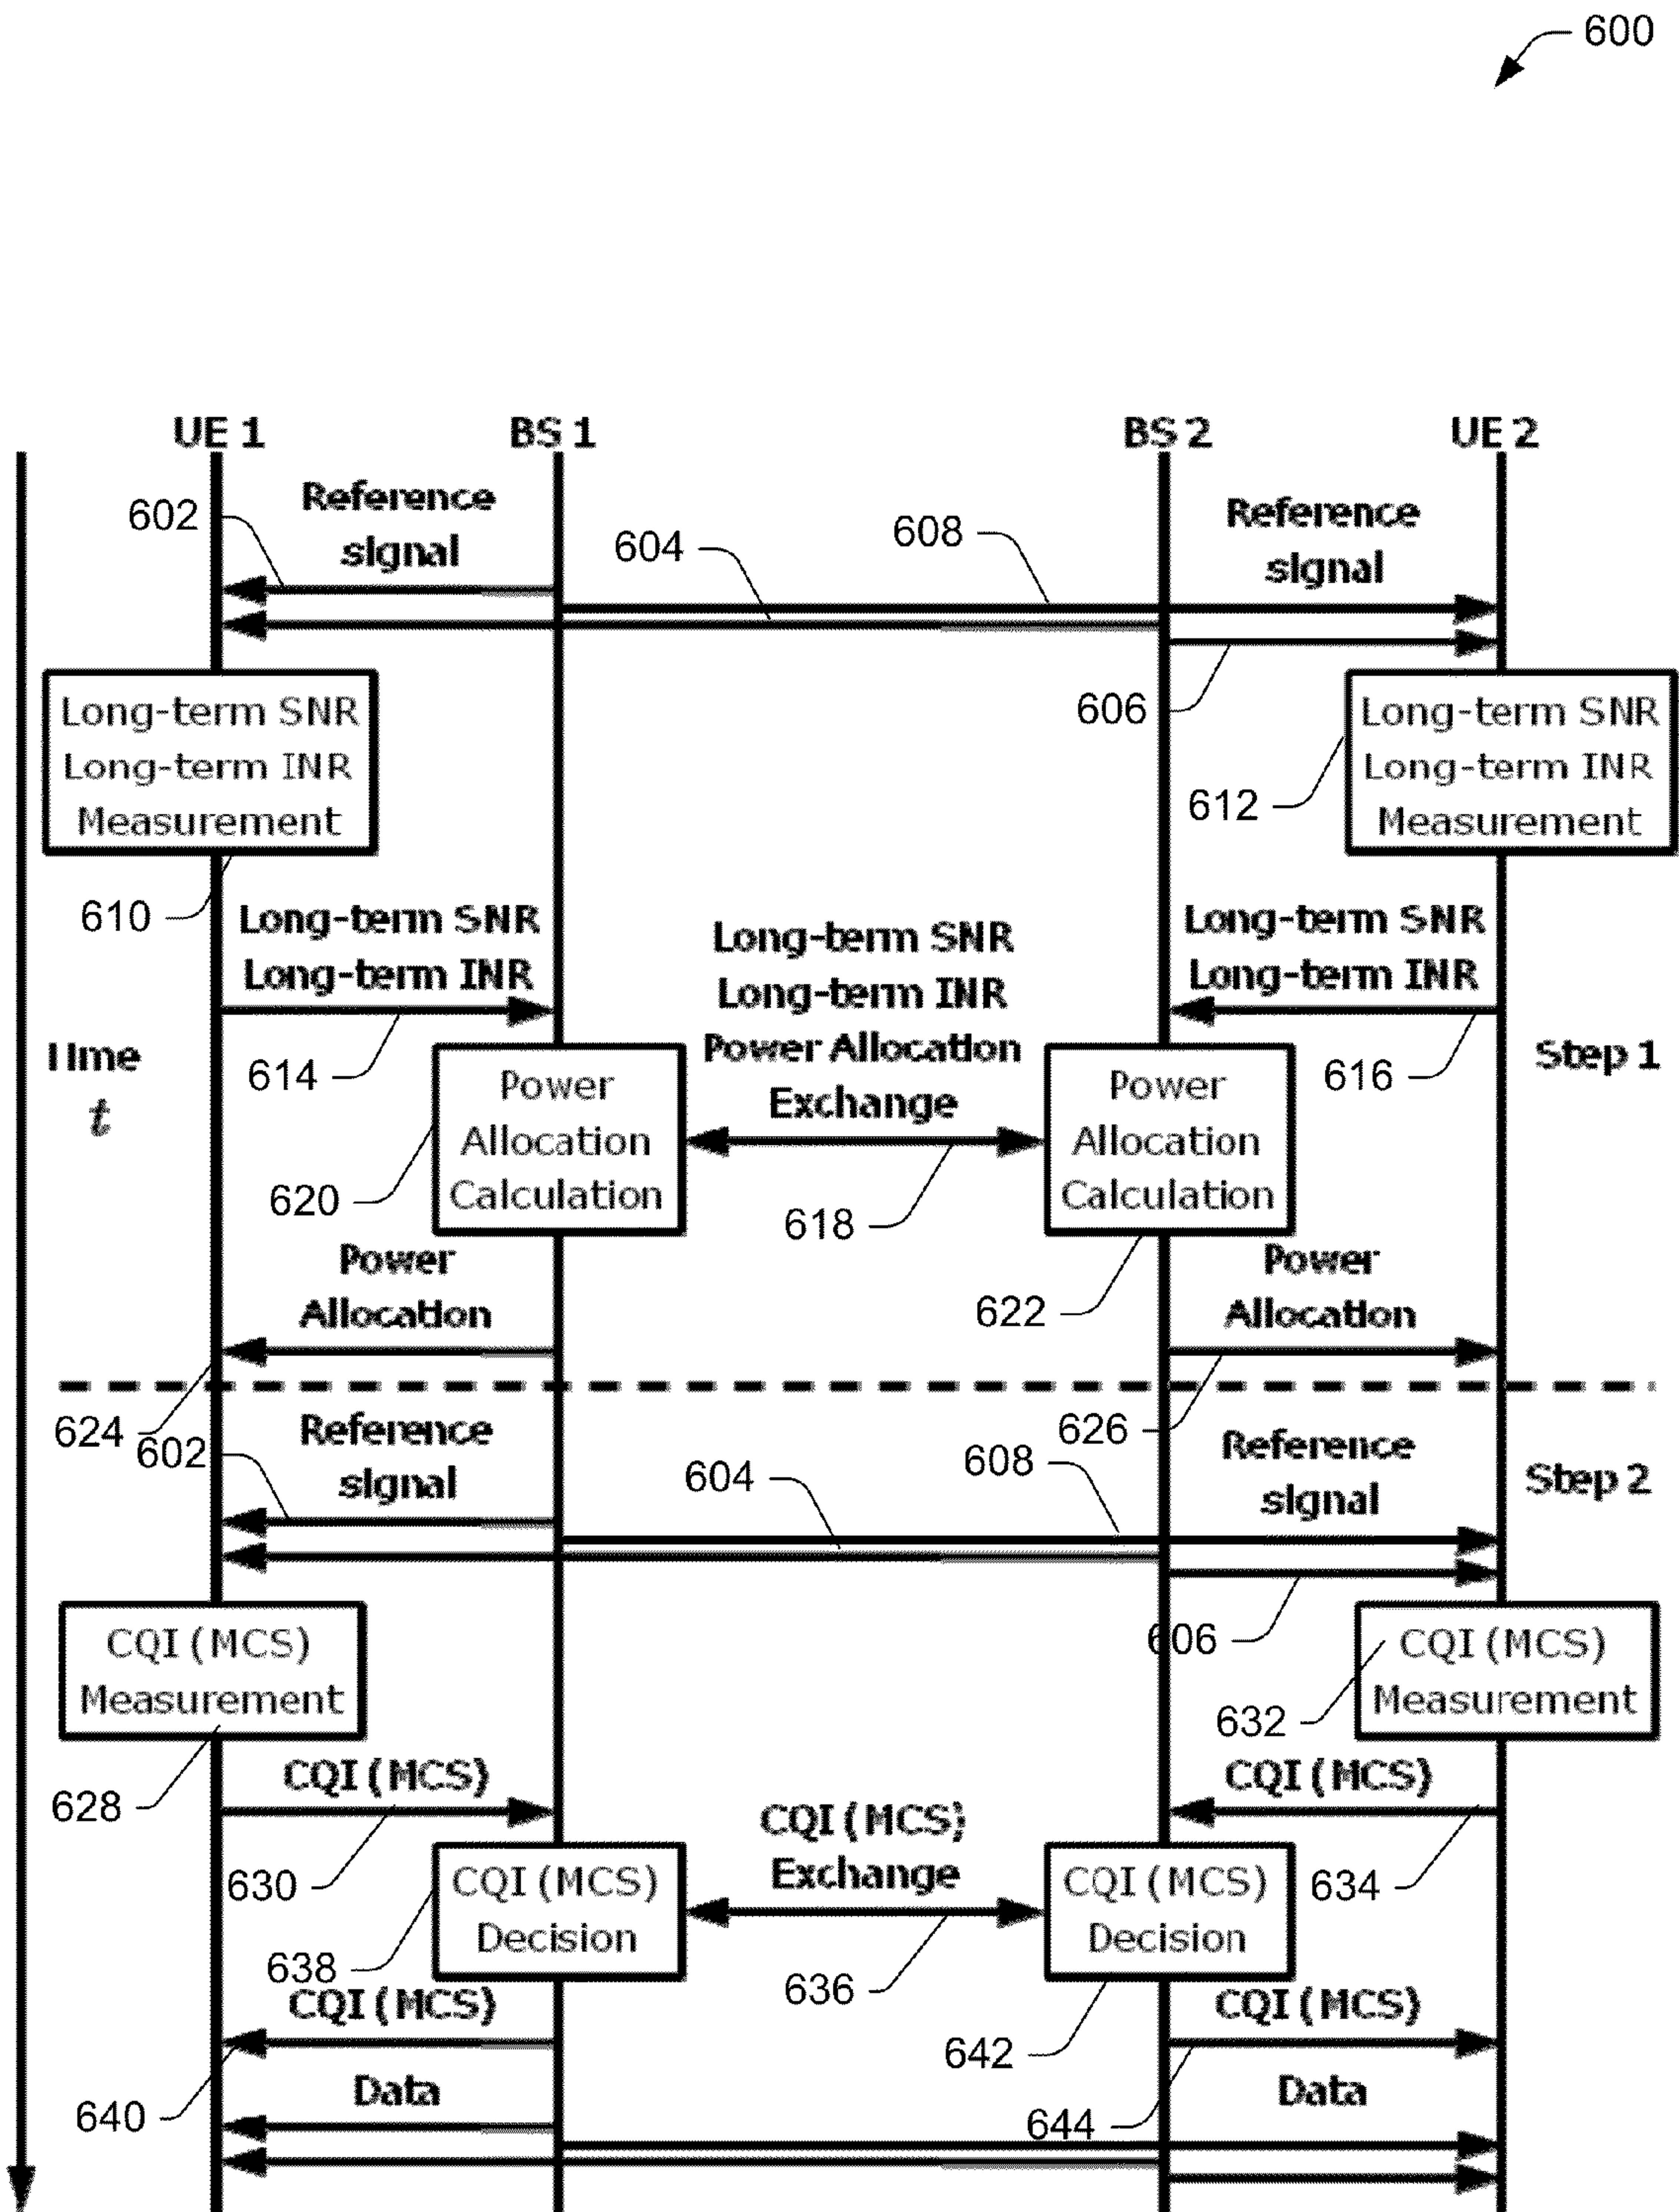 600
UE 1
BS 1
BS 2
UE 2
602
Reference
signal
604
608
Reference
signal
606
Long-term SNR
Long-term INR
Measurement
610
Long-term SNR
Long-term INR
Measurement
612
Long-term SNR
Long-term INR
614
Long-term SNR
Long-term INR
Power Allocation
Exchange
618
Long-term SNR
Long-term INR
616
Time
t
Step 1
Power
Allocation
Calculation
620
Power
Allocation
Calculation
622
Power
Allocation
624
Power
Allocation
626
602
Reference
signal
604
608
Reference
signal
606
Step 2
CQI (MCS)
Measurement
628
CQI (MCS)
Measurement
632
CQI (MCS)
630
CQI (MCS)
Exchange
636
CQI (MCS)
634
CQI (MCS)
Decision
638
CQI (MCS)
Decision
642
CQI (MCS)
640
CQI (MCS)
644
Data
Data